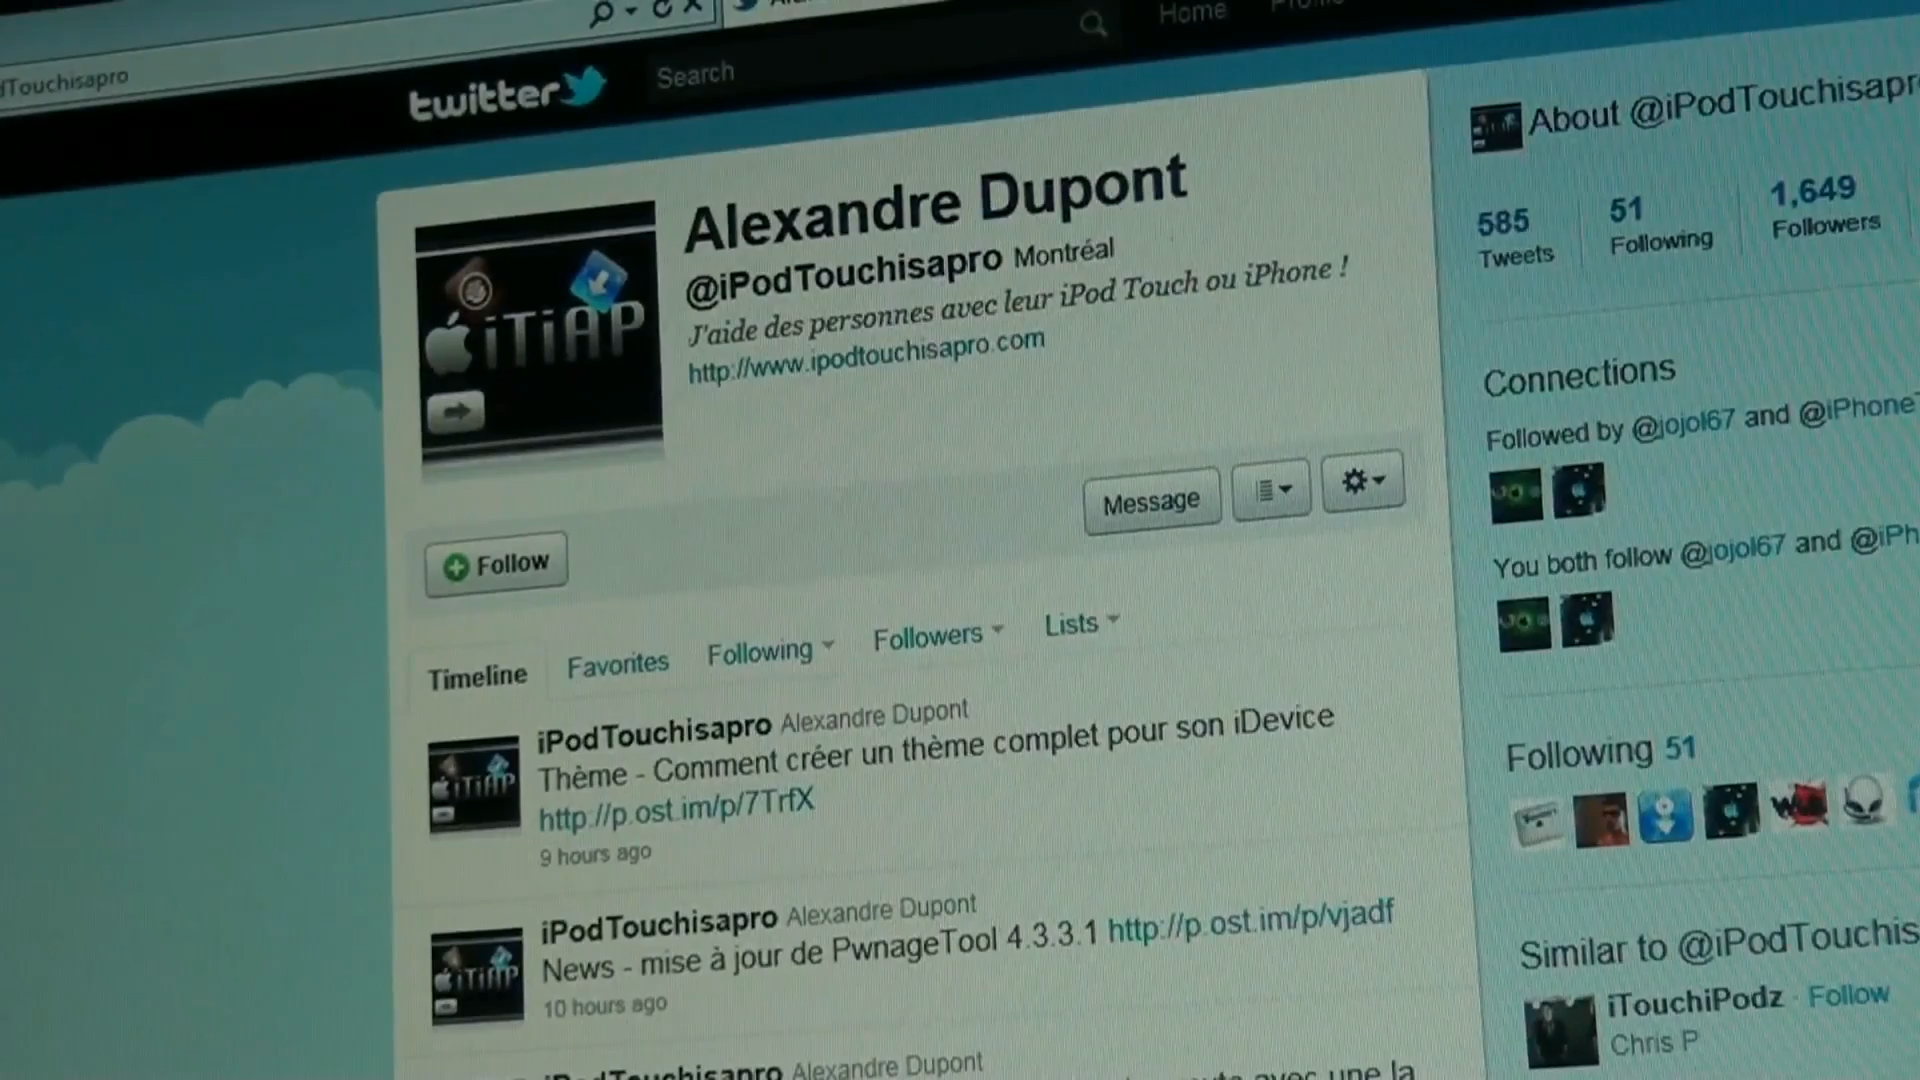 dTouchisapro
twitter
Search
Home
Alexandre Dupont
@iPodTouchisapro Montréal
J'aide des personnes avec leur iPod Touch ou iPhone !
http://www.ipodtouchisapro.com
iTiAP
Message
Follow
Timeline Favorites Following Followers Lists
iPodTouchisapro Alexandre Dupont
Thème - Comment créer un thème complet pour son iDevice
http://p.ost.im/p/7TrfX
9 hours ago
iPodTouchisapro Alexandre Dupont
News - mise à jour de PwnageTool 4.3.3.1 http://p.ost.im/p/vjadf
10 hours ago
iPodTouchisapro Alexandre Dupont
avec une la
About @iPodTouchisapr
585 51 1,649
Tweets Following Followers
Connections
Followed by @jojol67 and @iPhone
You both follow @jojol67 and @iPh
Following 51
Similar to @iPodTouchis
iTouchiPodz · Follow
Chris P